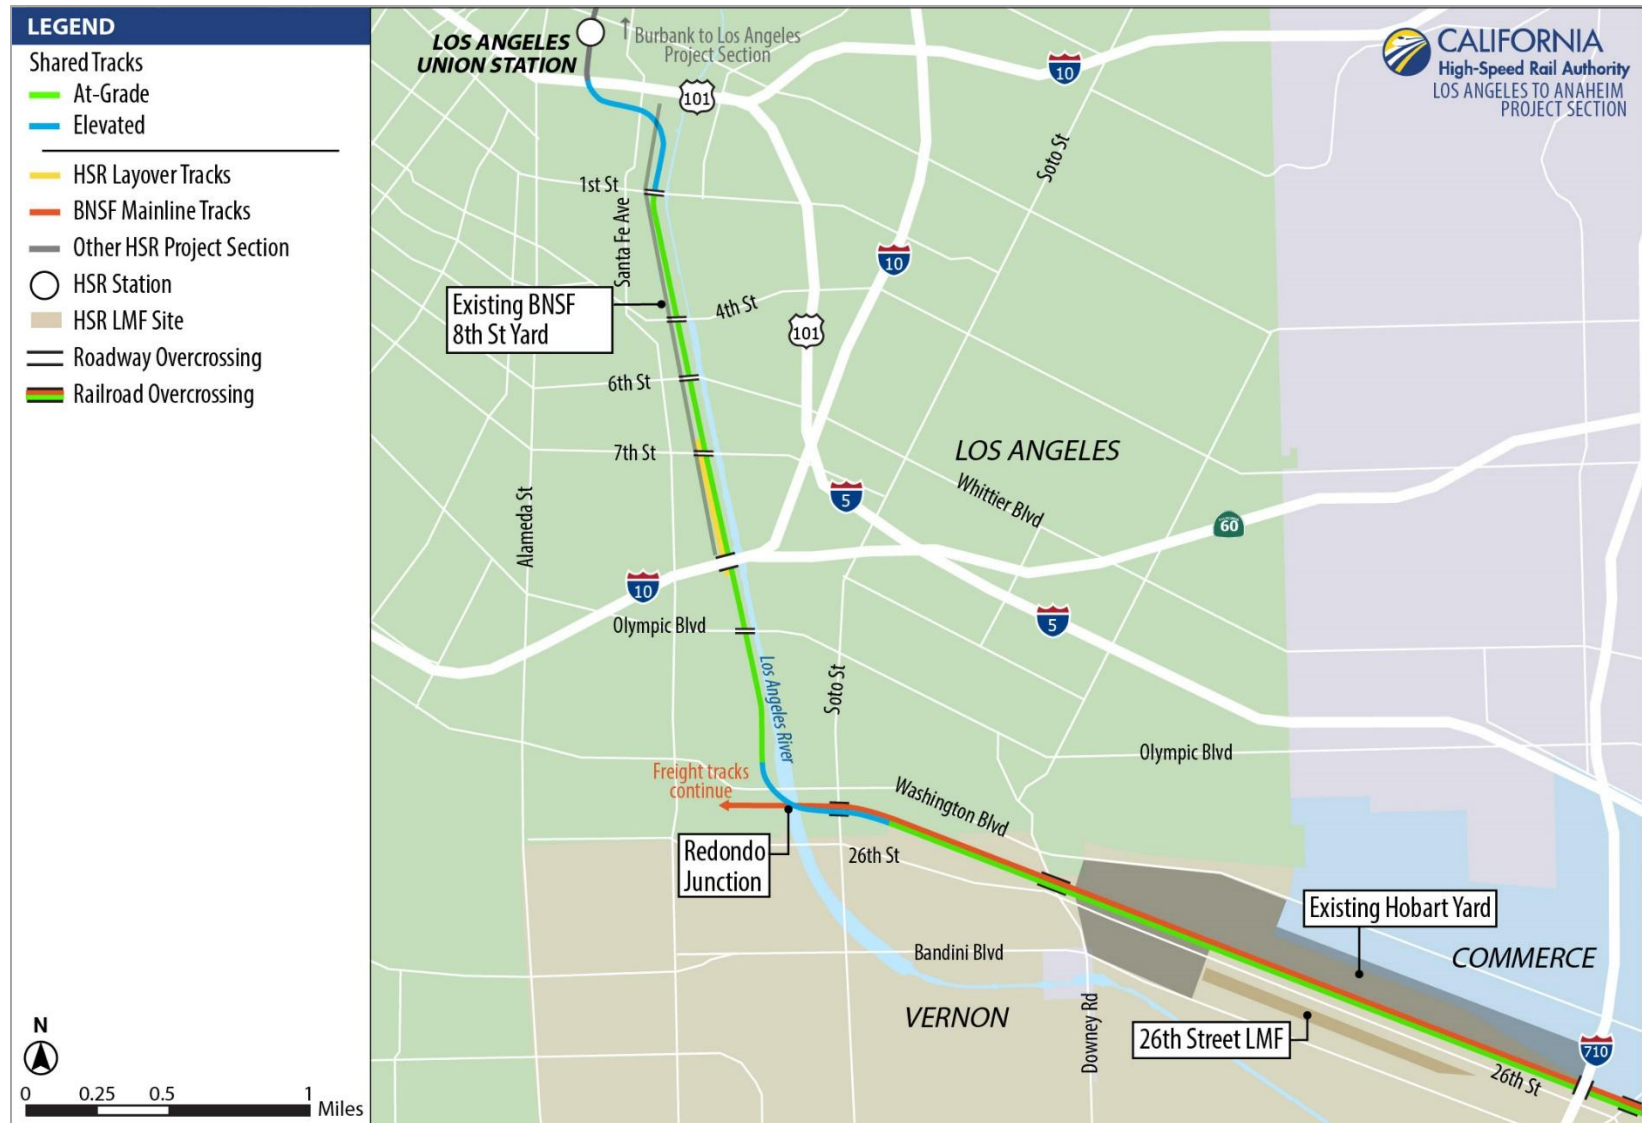 LEGEND
Shared Tracks
At-Grade
Elevated
HSR Layover Tracks
BNSF Mainline Tracks
Other HSR Project Section
HSR Station
HSR LMF Site
Roadway Overcrossing
Railroad Overcrossing
N
0 0.25 0.5 1
Miles
LOS ANGELES
UNION STATION
Burbank to Los Angeles
Project Section
101
10
CALIFORNIA
High-Speed Rail Authority
LOS ANGELES TO ANAHEIM
PROJECT SECTION
Soto St
1st St
Santa Fe Ave
10
Existing BNSF
8th St Yard
4th St
101
6th St
7th St
LOS ANGELES
Whittier Blvd
5
60
Alameda St
10
Olympic Blvd
5
Los Angeles River
Soto St
Olympic Blvd
Freight tracks
continue
Washington Blvd
Redondo
Junction
26th St
Existing Hobart Yard
Bandini Blvd
COMMERCE
VERNON
Downey Rd
26th Street LMF
710
26th St